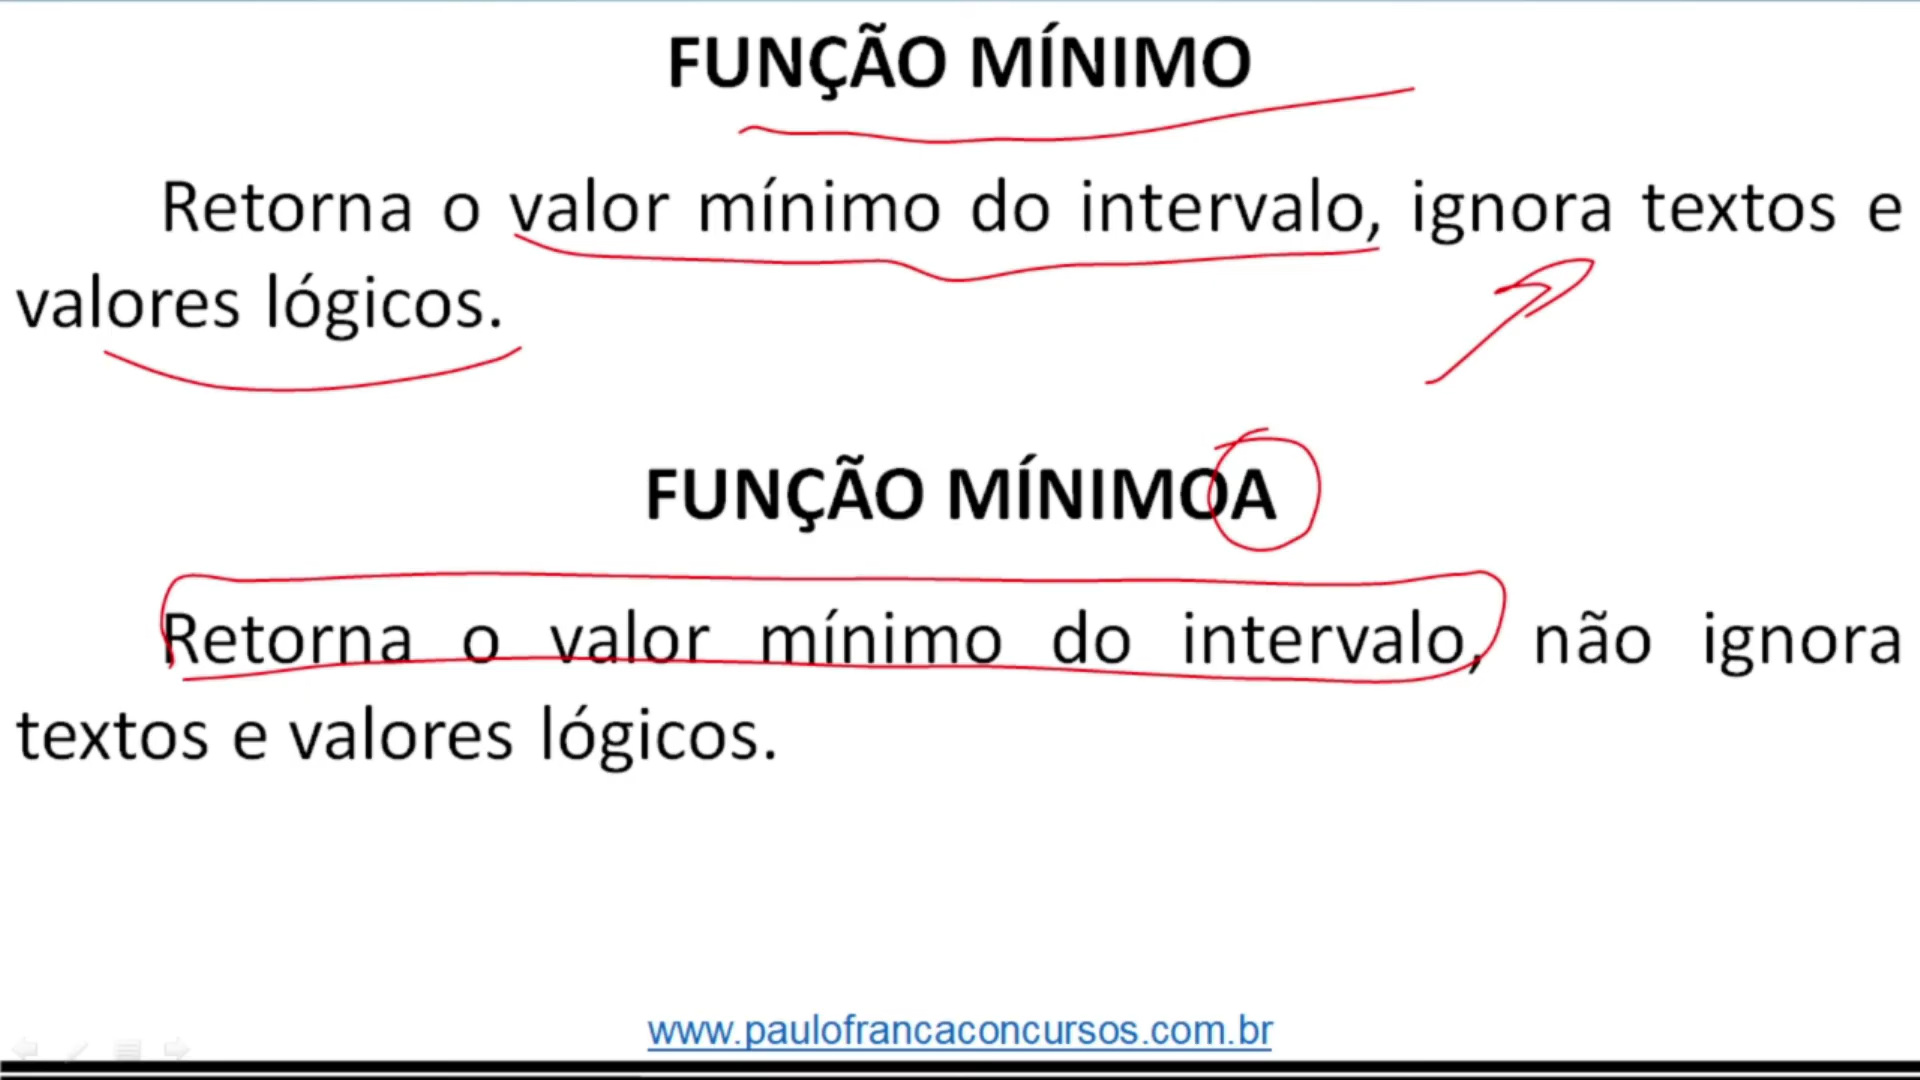 FUNÇÃO MÍNIMO
Retorna o valor mínimo do intervalo, ignora textos e
valores lógicos.
FUNÇÃO MÍNIMOA
Retorna o valor mínimo do intervalo, não ignora
textos e valores lógicos.
www.paulofrancaconcursos.com.br